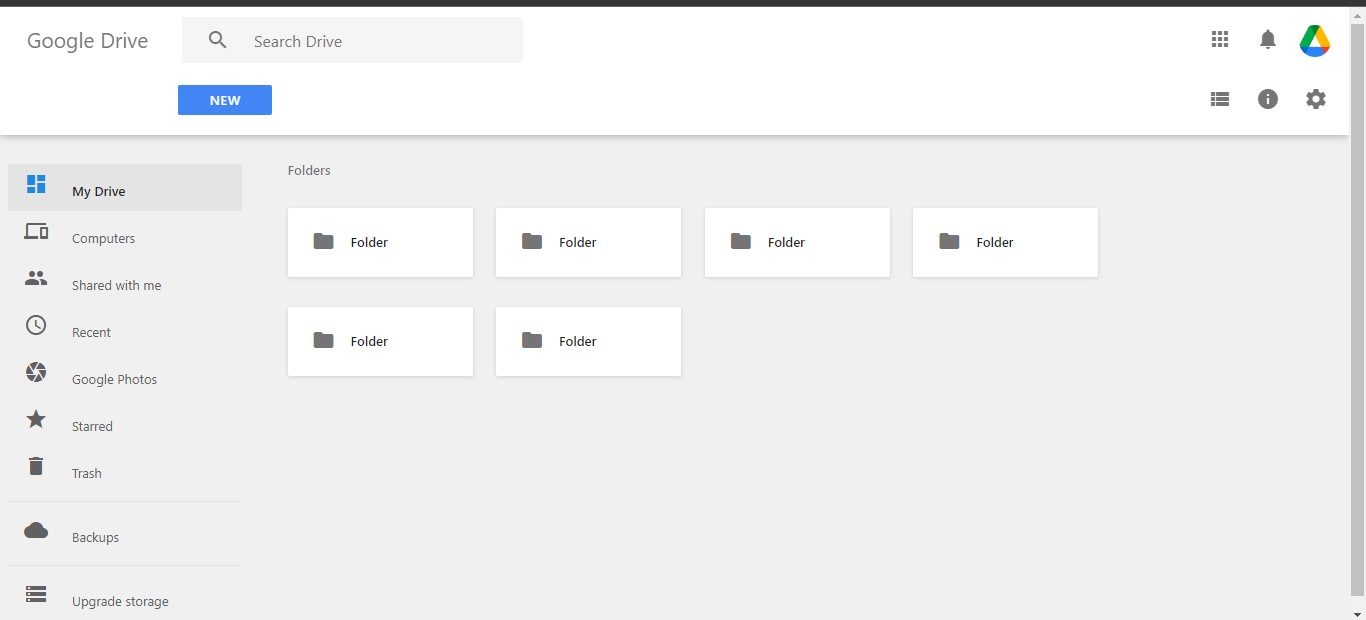 Google Drive
Search Drive
NEW
My Drive
Computers
Shared with me
Recent
Google Photos
Starred
Trash
Backups
Upgrade storage
Folders
Folder
Folder
Folder
Folder
Folder
Folder